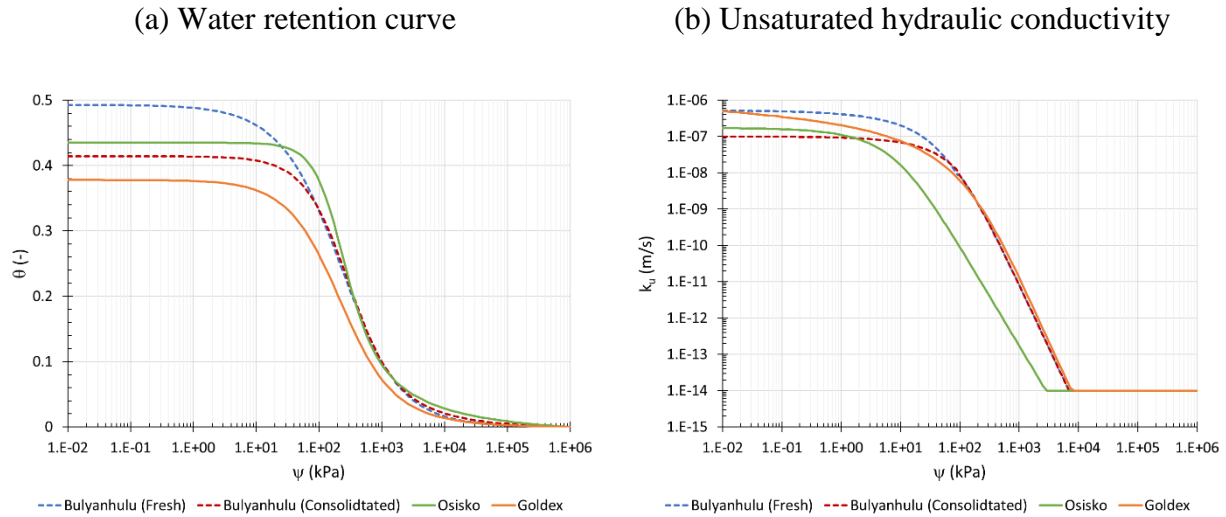 (a) Water retention curve
(b) Unsaturated hydraulic conductivity
0.5
0.4
0.3
0.2
0.1
0
θ (-)
1.E-02 1.E-01 1.E+00 1.E+01 1.E+02 1.E+03 1.E+04 1.E+05 1.E+06
ψ (kPa)
Bulyanhulu (Fresh) Bulyanhulu (Consolidtated) Osisko Goldex
1.E-06
1.E-07
1.E-08
1.E-09
1.E-10
1.E-11
1.E-12
1.E-13
1.E-14
1.E-15
kᵤ (m/s)
1.E-02 1.E-01 1.E+00 1.E+01 1.E+02 1.E+03 1.E+04 1.E+05 1.E+06
ψ (kPa)
Bulyanhulu (Fresh) Bulyanhulu (Consolidtated) Osisko Goldex